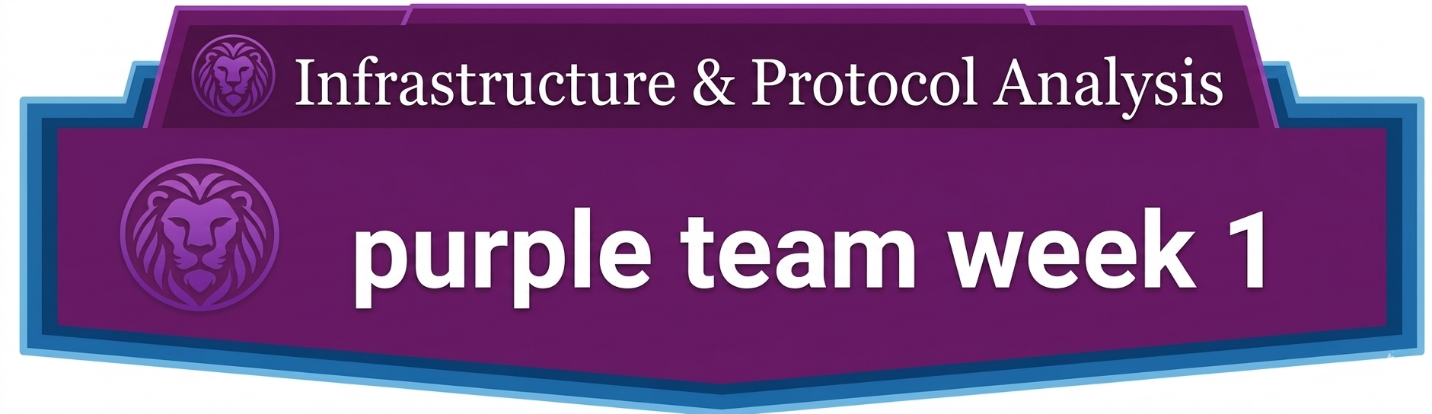 Infrastructure & Protocol Analysis
purple team week 1